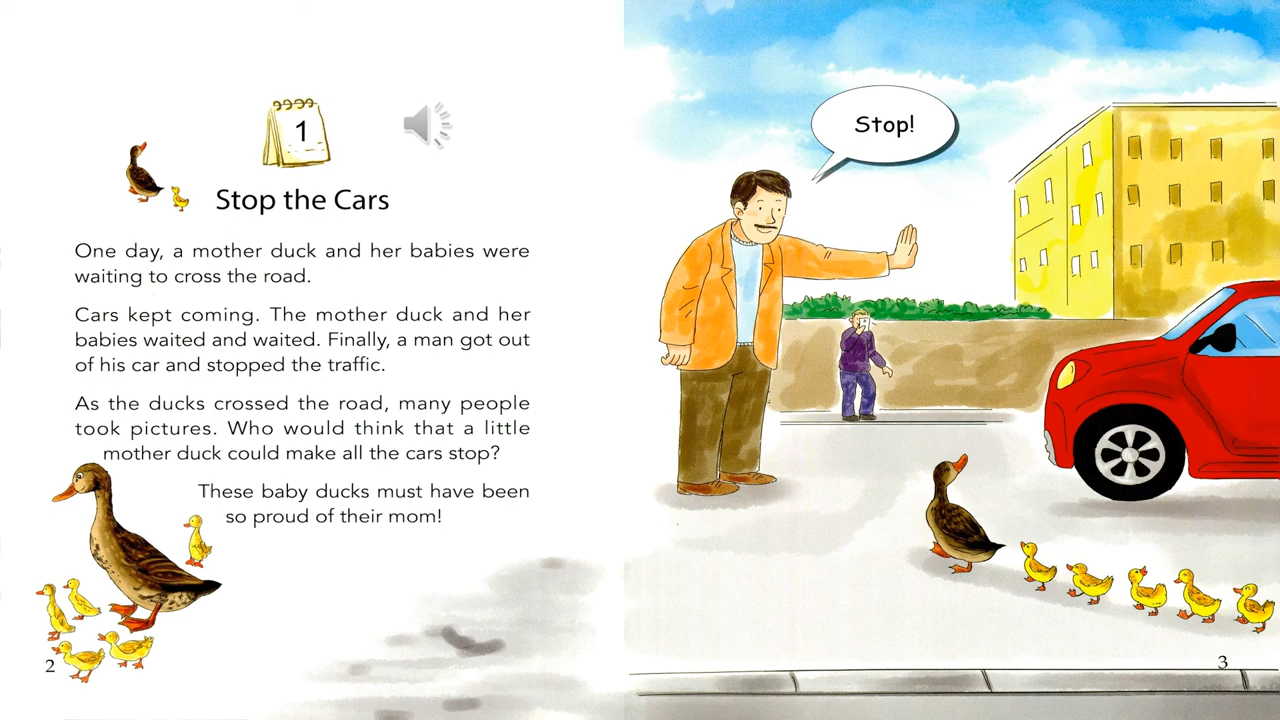 1
Stop the Cars
One day, a mother duck and her babies were
waiting to cross the road.
Cars kept coming. The mother duck and her
babies waited and waited. Finally, a man got out
of his car and stopped the traffic.
As the ducks crossed the road, many people
took pictures. Who would think that a little
mother duck could make all the cars stop?
These baby ducks must have been
so proud of their mom!
2
Stop!
3